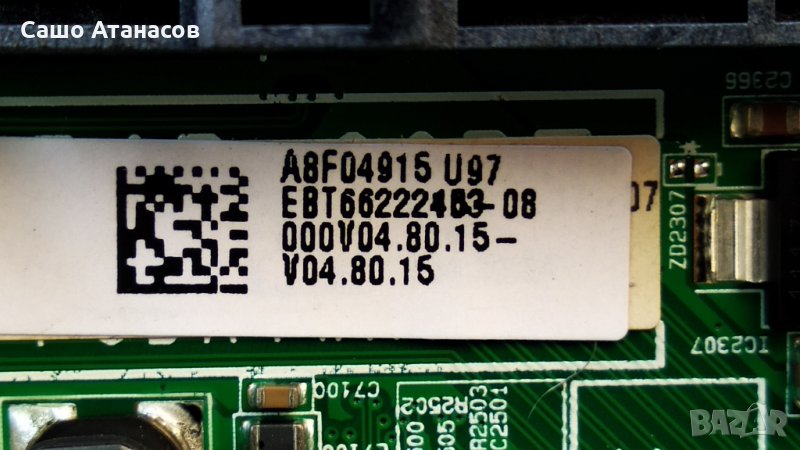 Сашо Атанасов
C2366
A8F04915 U97
EBT66222403-08
07
000V04.80.15-
V04.80.15
ZD2307
IC2307
C7100
R2502
R2503
C2501
BAZAR